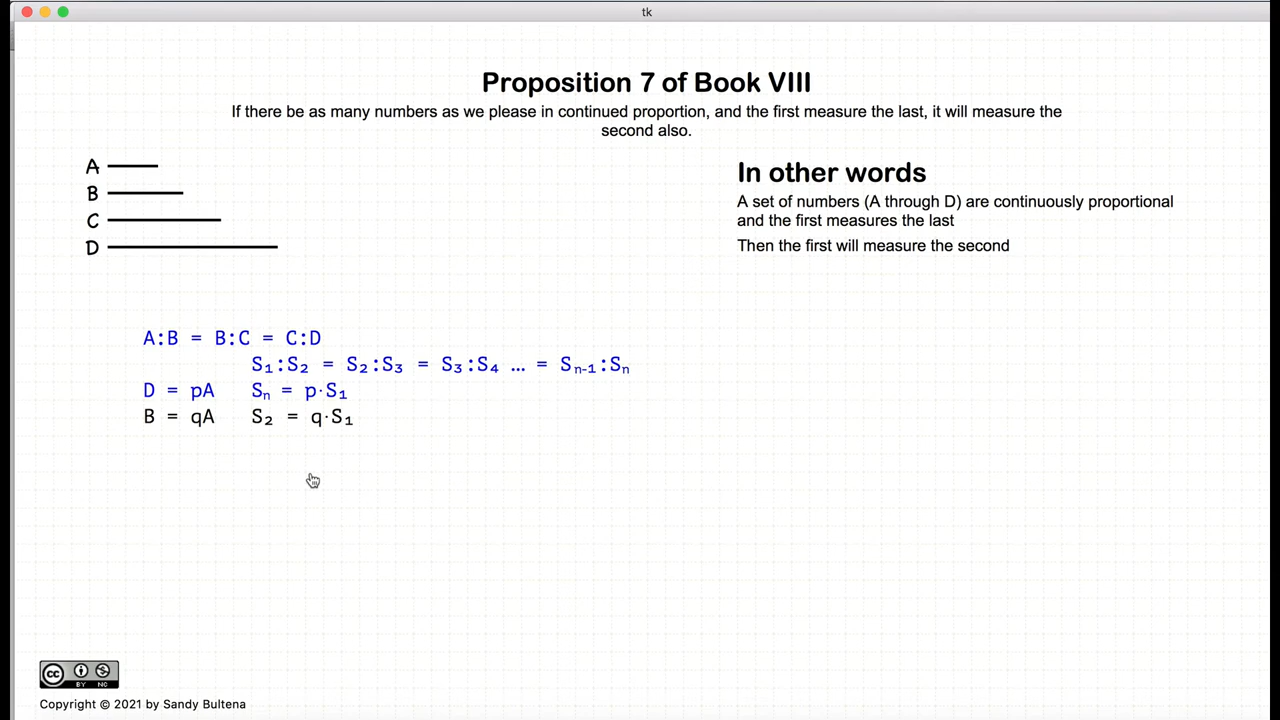 tk
Proposition 7 of Book VIII
If there be as many numbers as we please in continued proportion, and the first measure the last, it will measure the
second also.
A
B
C
D
In other words
A set of numbers (A through D) are continuously proportional
and the first measures the last
Then the first will measure the second
A:B = B:C = C:D
S₁:S₂ = S₂:S₃ = S₃:S₄ … = Sₙ₋₁:Sₙ
D = pA Sₙ = p·S₁
B = qA S₂ = q·S₁
cc BY NC
Copyright © 2021 by Sandy Bultena